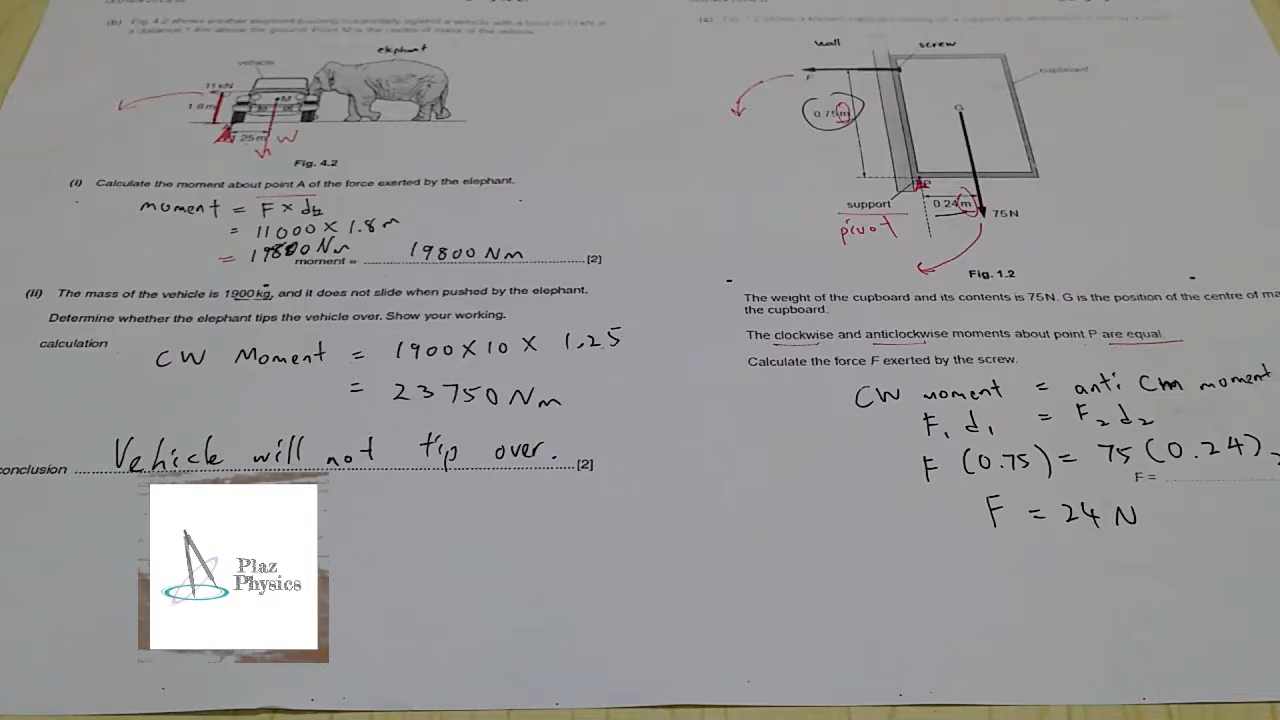 elephant
vehicle
11 kN
1.8 m
M
25 m
W
Fig. 4.2
(i) Calculate the moment about point A of the force exerted by the elephant.
moment = F × d
= 11000 × 1.8 m
= 19800 Nm
moment = 19800 Nm [2]
(ii) The mass of the vehicle is 1900 kg, and it does not slide when pushed by the elephant.
Determine whether the elephant tips the vehicle over. Show your working.
calculation
CW Moment = 1900 × 10 × 1.25
= 23750 Nm
conclusion Vehicle will not tip over. [2]
Plaz
Physics
wall
screw
F
cupboard
0.75 m
G
P
support
0.24 m
75 N
pivot
Fig. 1.2
The weight of the cupboard and its contents is 75 N. G is the position of the centre of ma
the cupboard.
The clockwise and anticlockwise moments about point P are equal.
Calculate the force F exerted by the screw.
CW moment = anti CW moment
F₁ d₁ = F₂ d₂
F (0.75) = 75 (0.24)
F =
F = 24 N